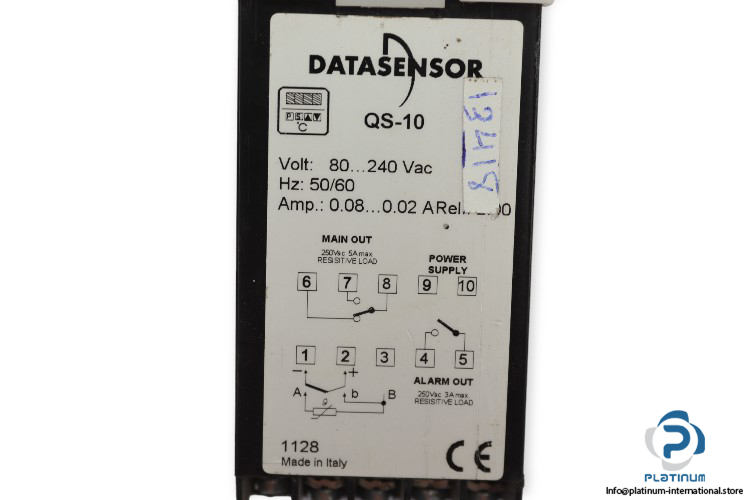 DATASENSOR
P S
°C
QS-10
13418
Volt: 80...240 Vac
Hz: 50/60
Amp.: 0.08...0.02 A Rel.
MAIN OUT
250Vac 5A max
RESISTIVE LOAD
POWER
SUPPLY
6 7 8 9 10
1 2 3 4 5
- +
A b B
ALARM OUT
250Vac 3A max
RESISTIVE LOAD
1128
Made in Italy
CE
PLATINUM
Info@platinum-international.store